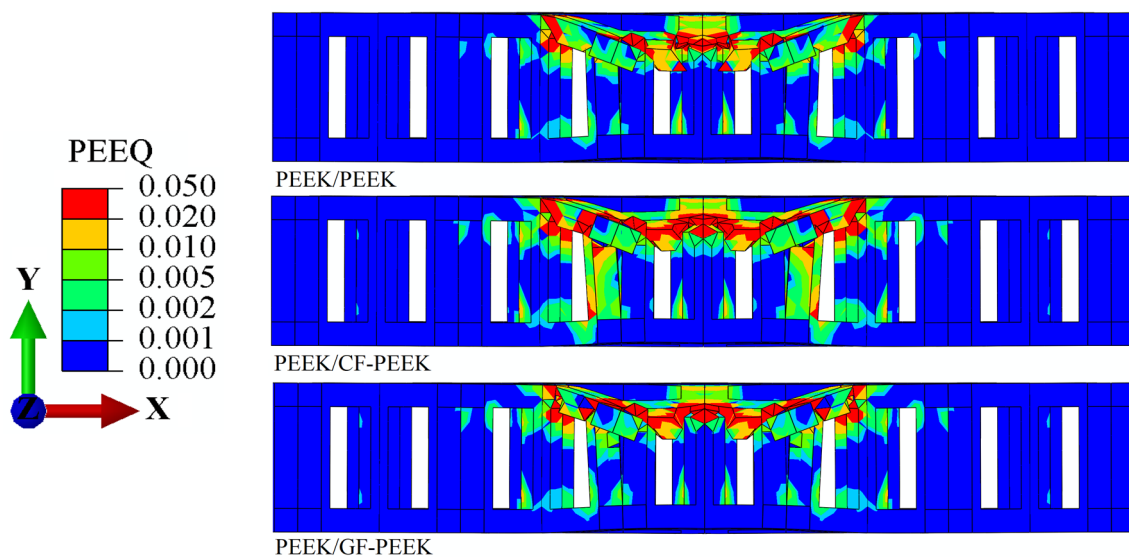 PEEQ
0.050
0.020
0.010
0.005
0.002
0.001
0.000
Y
Z
X
PEEK/PEEK
PEEK/CF-PEEK
PEEK/GF-PEEK